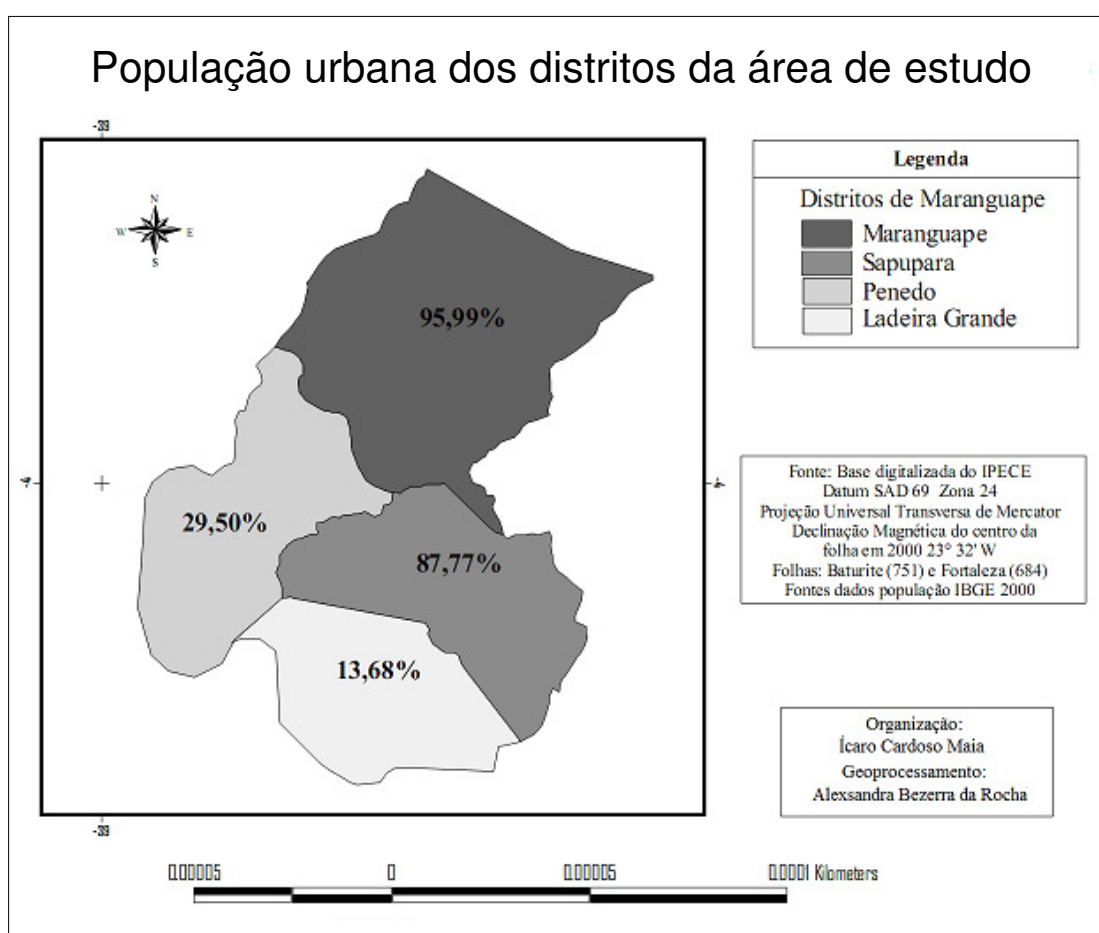 População urbana dos distritos da área de estudo
-39
N
W
E
S
95,99%
-4
-4
29,50%
87,77%
13,68%
-39
0.00005
0
0.00005
0.0001 Kilometers
Legenda
Distritos de Maranguape
Maranguape
Sapupara
Penedo
Ladeira Grande
Fonte: Base digitalizada do IPECE
Datum SAD 69 Zona 24
Projeção Universal Transversa de Mercator
Declinação Magnética do centro da
folha em 2000 23° 32' W
Folhas: Baturite (751) e Fortaleza (684)
Fontes dados população IBGE 2000
Organização:
Ícaro Cardoso Maia
Geoprocessamento:
Alexsandra Bezerra da Rocha